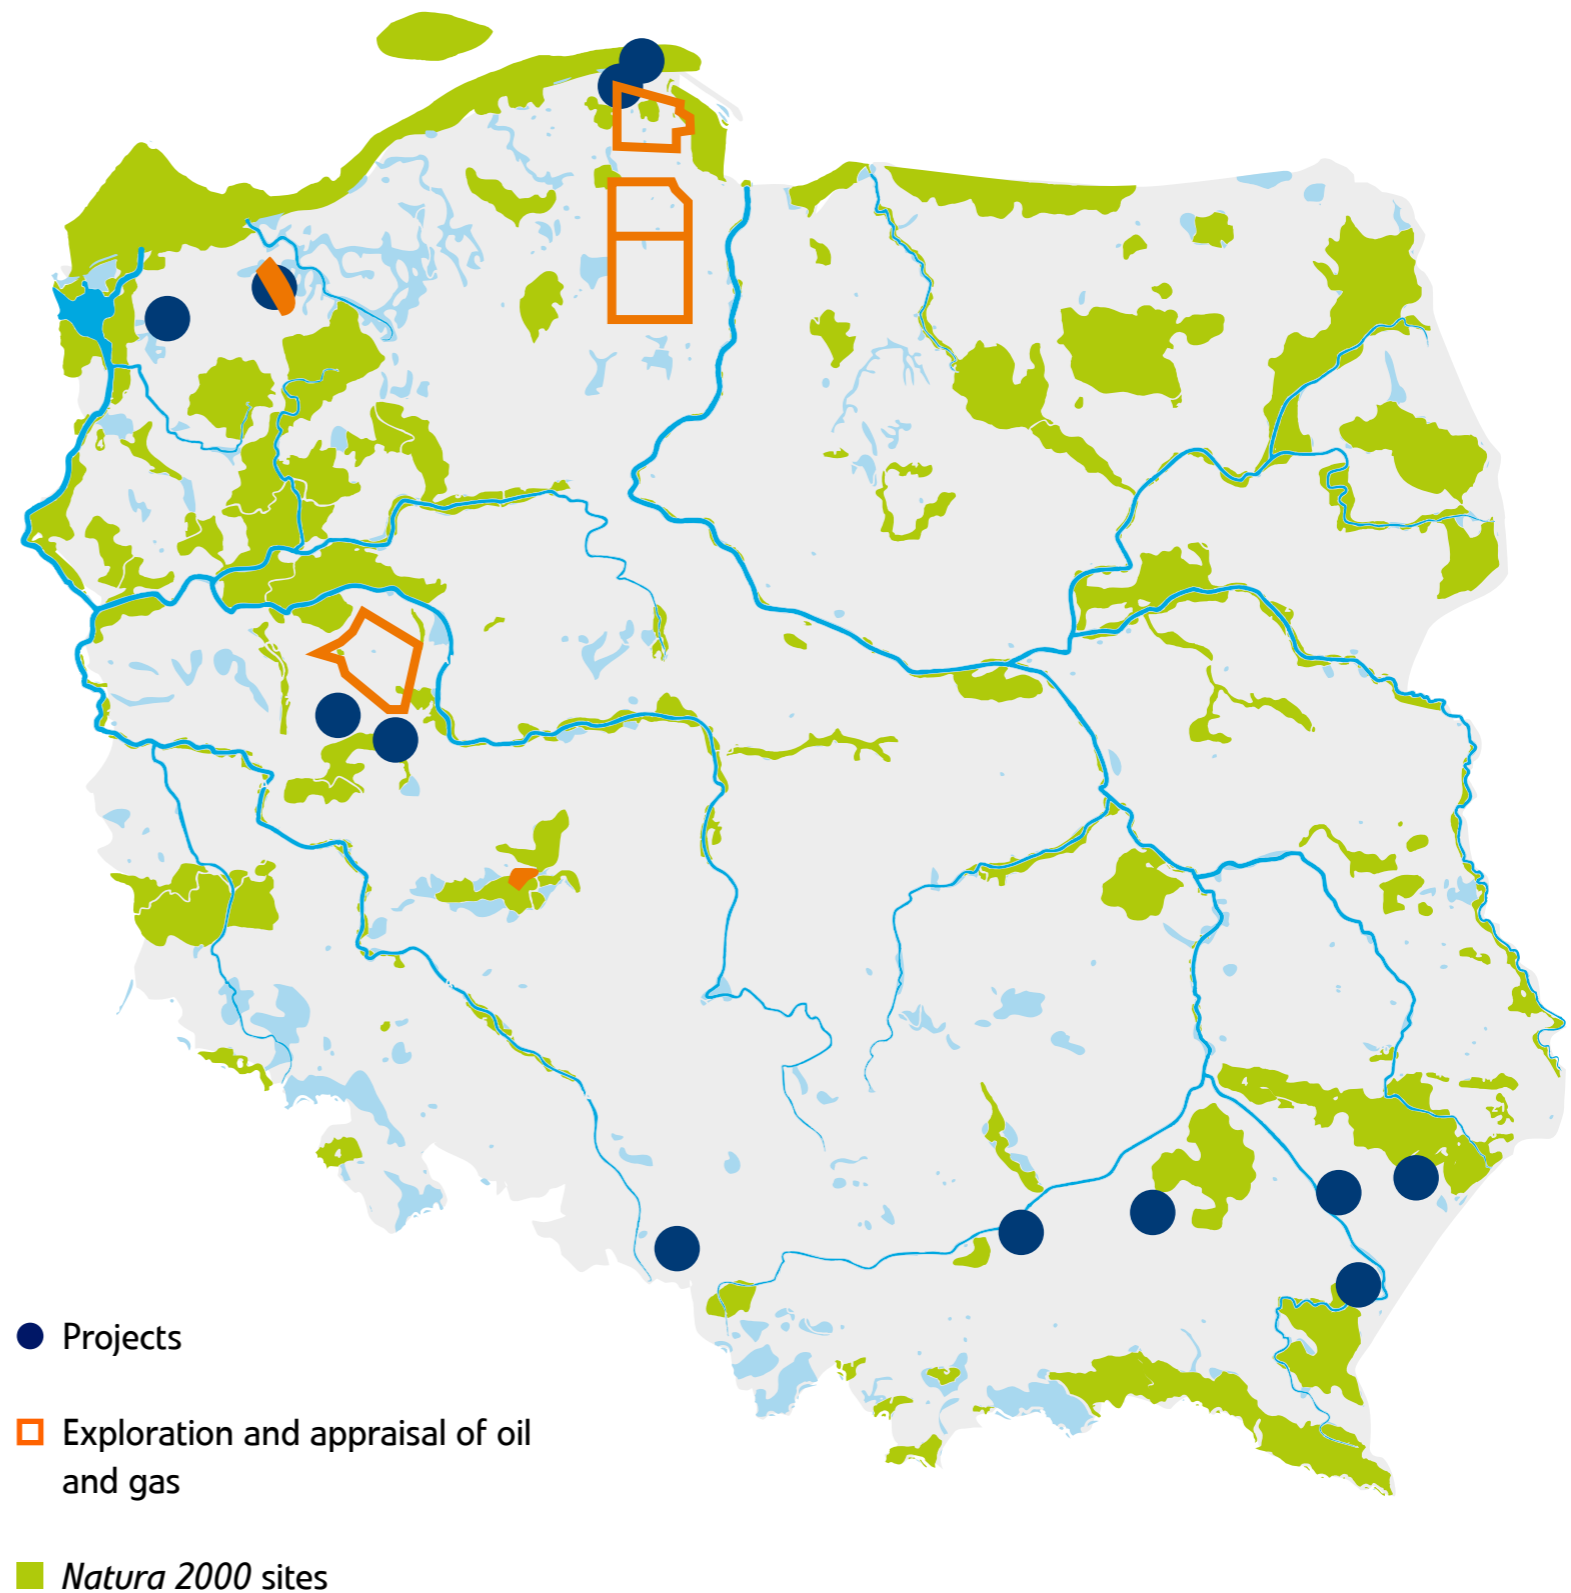 Projects
Exploration and appraisal of oil
and gas
Natura 2000 sites